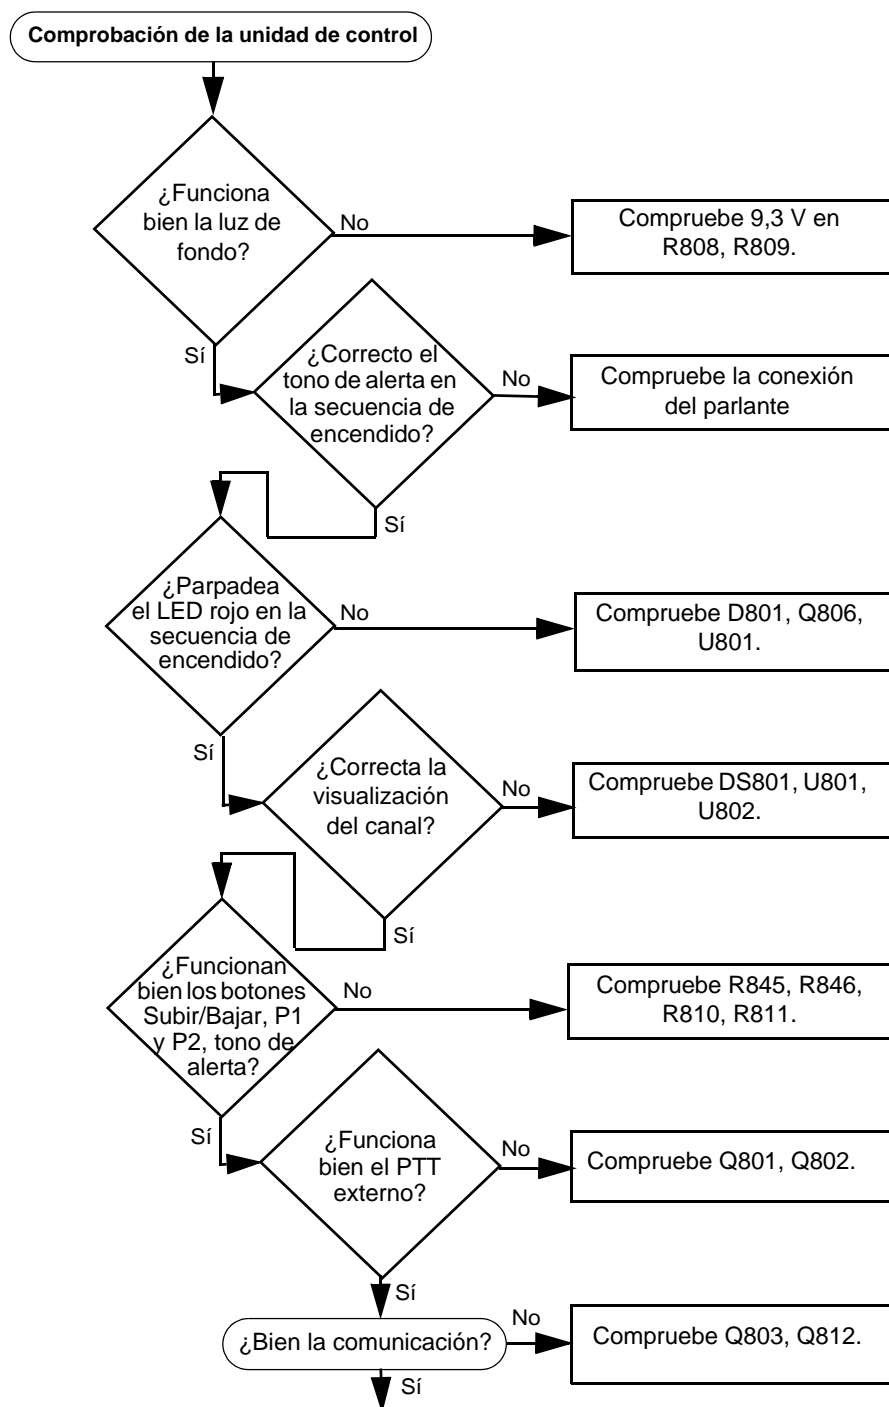 Comprobación de la unidad de control
¿Funciona
bien la luz de
fondo?
No
Compruebe 9,3 V en
R808, R809.
Sí
¿Correcto el
tono de alerta en
la secuencia de
encendido?
No
Compruebe la conexión
del parlante
Sí
¿Parpadea
el LED rojo en la
secuencia de
encendido?
No
Compruebe D801, Q806,
U801.
Sí
¿Correcta la
visualización
del canal?
No
Compruebe DS801, U801,
U802.
Sí
¿Funcionan
bien los botones
Subir/Bajar, P1
y P2, tono de
alerta?
No
Compruebe R845, R846,
R810, R811.
Sí
¿Funciona
bien el PTT
externo?
No
Compruebe Q801, Q802.
Sí
¿Bien la comunicación?
No
Compruebe Q803, Q812.
Sí